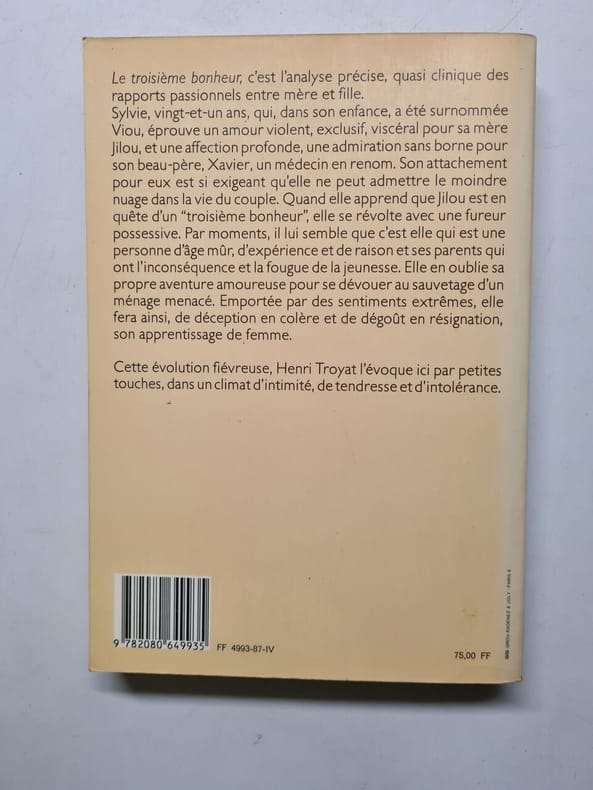 Le troisième bonheur, c'est l'analyse précise, quasi clinique des
rapports passionnels entre mère et fille.
Sylvie, vingt-et-un ans, qui, dans son enfance, a été surnommée
Viou, éprouve un amour violent, exclusif, viscéral pour sa mère
Jilou, et une affection profonde, une admiration sans borne pour
son beau-père, Xavier, un médecin en renom. Son attachement
pour eux est si exigeant qu'elle ne peut admettre le moindre
nuage dans la vie du couple. Quand elle apprend que Jilou est en
quête d'un "troisième bonheur", elle se révolte avec une fureur
possessive. Par moments, il lui semble que c'est elle qui est une
personne d'âge mûr, d'expérience et de raison et ses parents qui
ont l'inconséquence et la fougue de la jeunesse. Elle en oublie sa
propre aventure amoureuse pour se dévouer au sauvetage d'un
ménage menacé. Emportée par des sentiments extrêmes, elle
fera ainsi, de déception en colère et de dégoût en résignation,
son apprentissage de femme.
Cette évolution fiévreuse, Henri Troyat l'évoque ici par petites
touches, dans un climat d'intimité, de tendresse et d'intolérance.
9 782080 649935
FF 4993-87-IV
75,00 FF